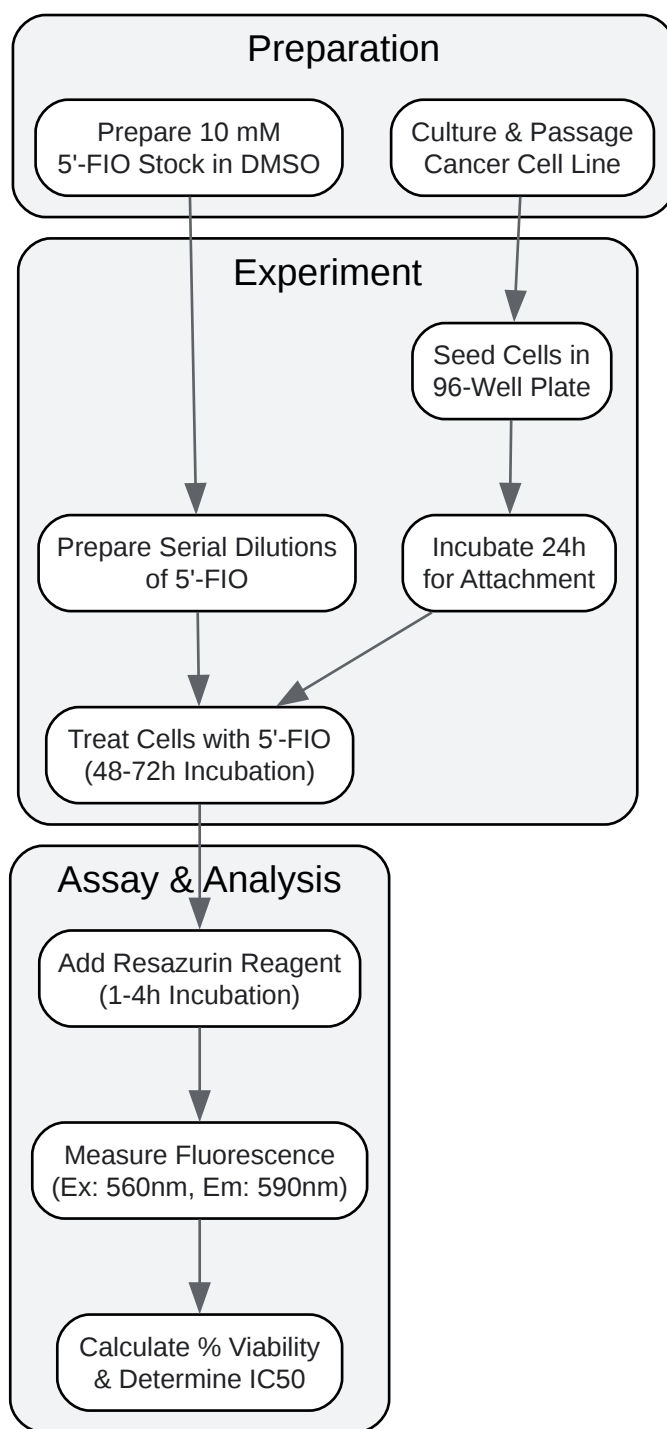 Preparation
Prepare 10 mM
5'-FIO Stock in DMSO
Culture & Passage
Cancer Cell Line
Experiment
Seed Cells in
96-Well Plate
Prepare Serial Dilutions
of 5'-FIO
Incubate 24h
for Attachment
Treat Cells with 5'-FIO
(48-72h Incubation)
Assay & Analysis
Add Resazurin Reagent
(1-4h Incubation)
Measure Fluorescence
(Ex: 560nm, Em: 590nm)
Calculate % Viability
& Determine IC50